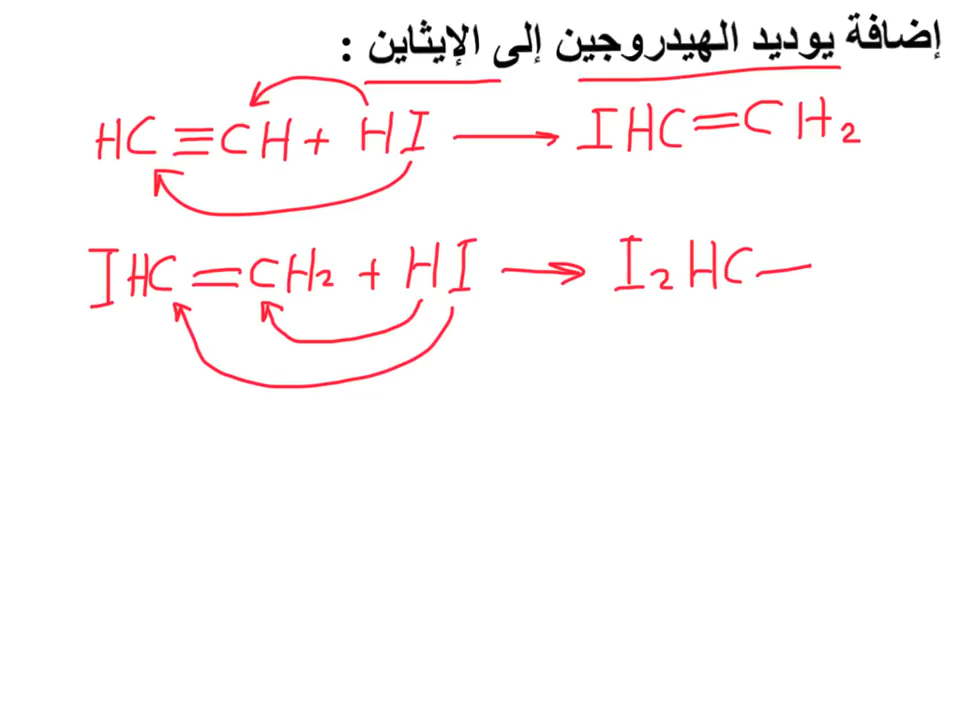 إضافة يوديد الهيدروجين إلى الإيثاين :
HC≡CH + HI → IHC=CH2
IHC=CH2 + HI → I2HC—